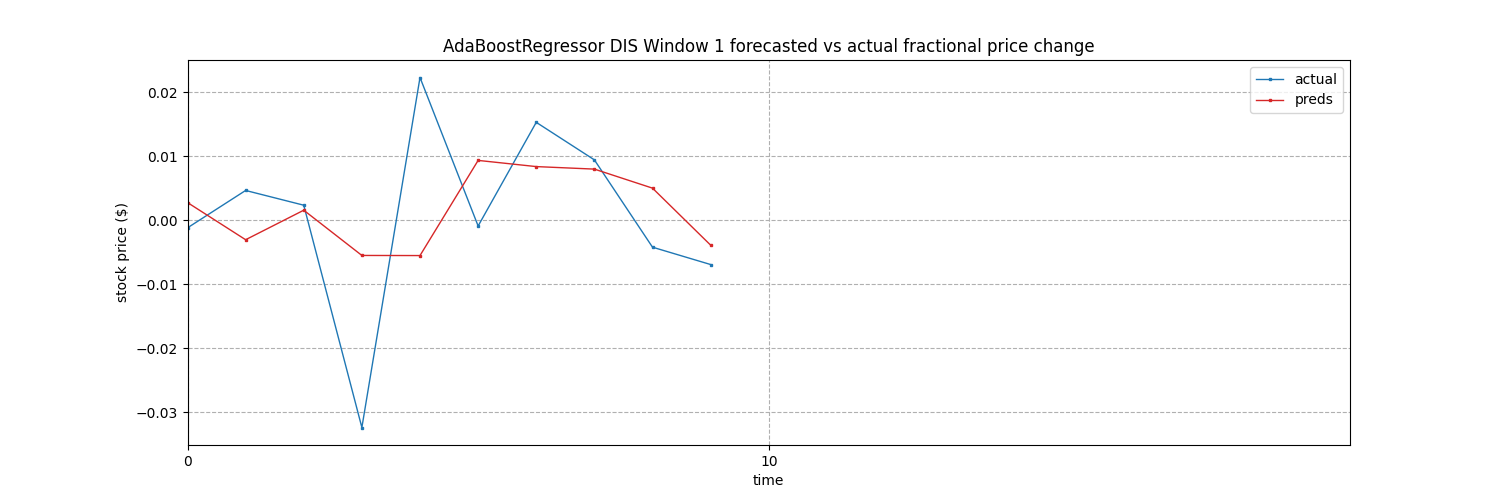 AdaBoostRegressor DIS Window 1 forecasted vs actual fractional price change
actual
preds
0.02
0.01
0.00
−0.01
−0.02
−0.03
stock price ($)
0
10
time